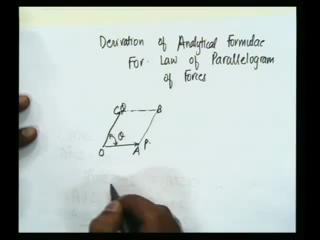 Derivation of Analytical Formulae
For Law of Parallelogram
of Forces
C Q B
θ
O A P.